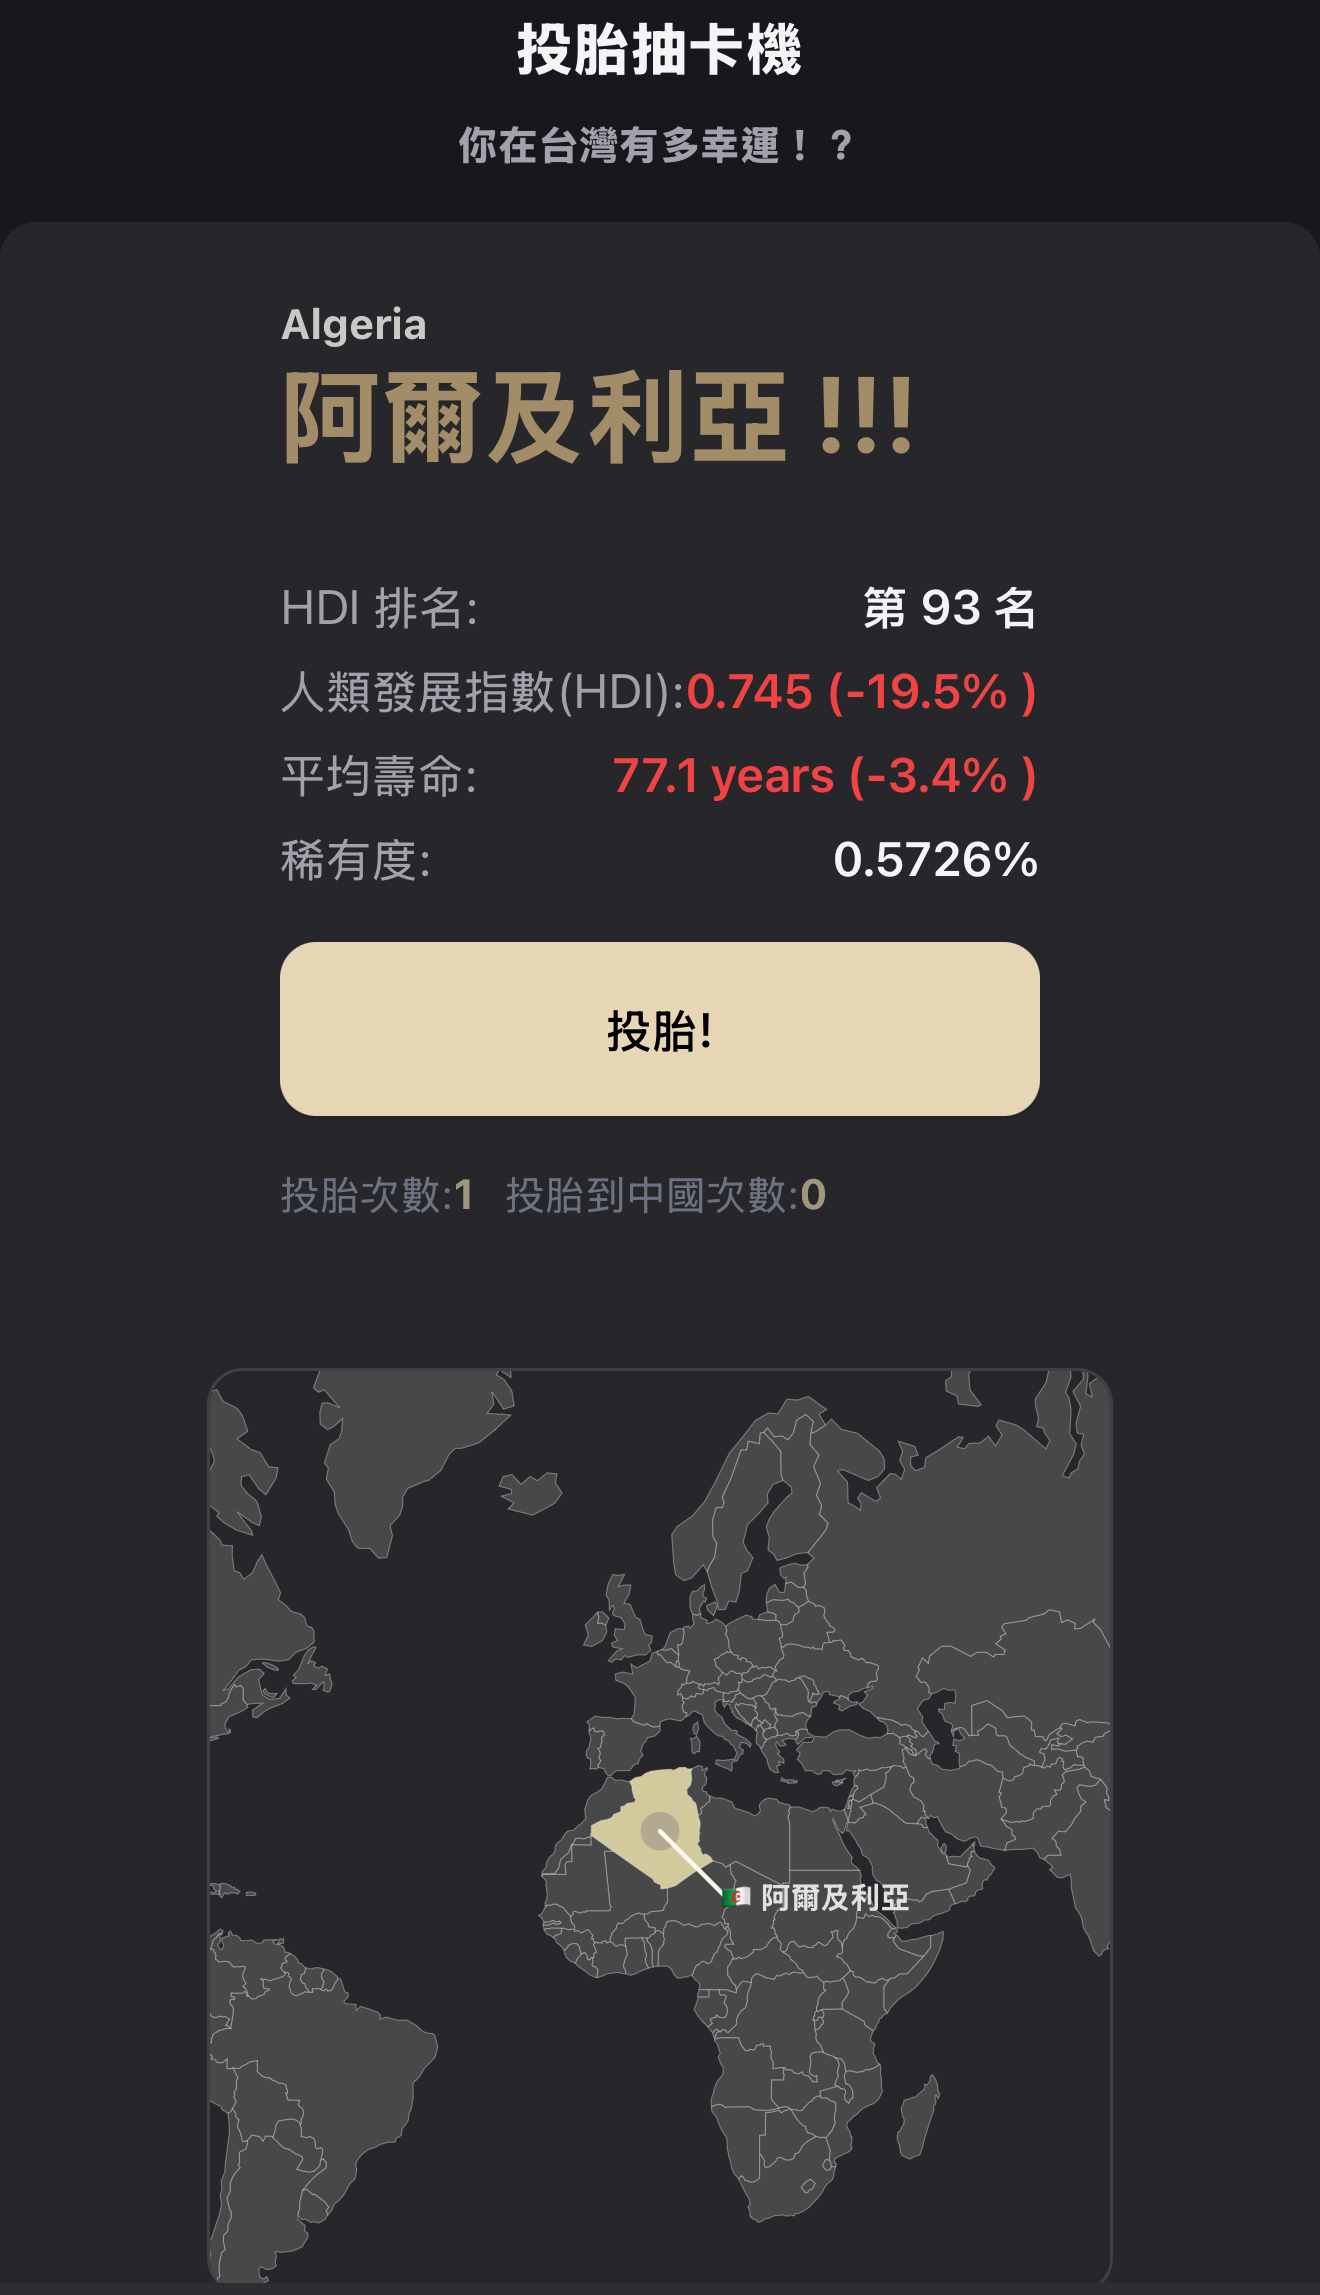 投胎抽卡機
你在台灣有多幸運！？
Algeria
阿爾及利亞 !!!
HDI 排名: 第 93 名
人類發展指數(HDI):0.745 (-19.5% )
平均壽命: 77.1 years (-3.4% )
稀有度: 0.5726%
投胎!
投胎次數:1 投胎到中國次數:0
阿爾及利亞